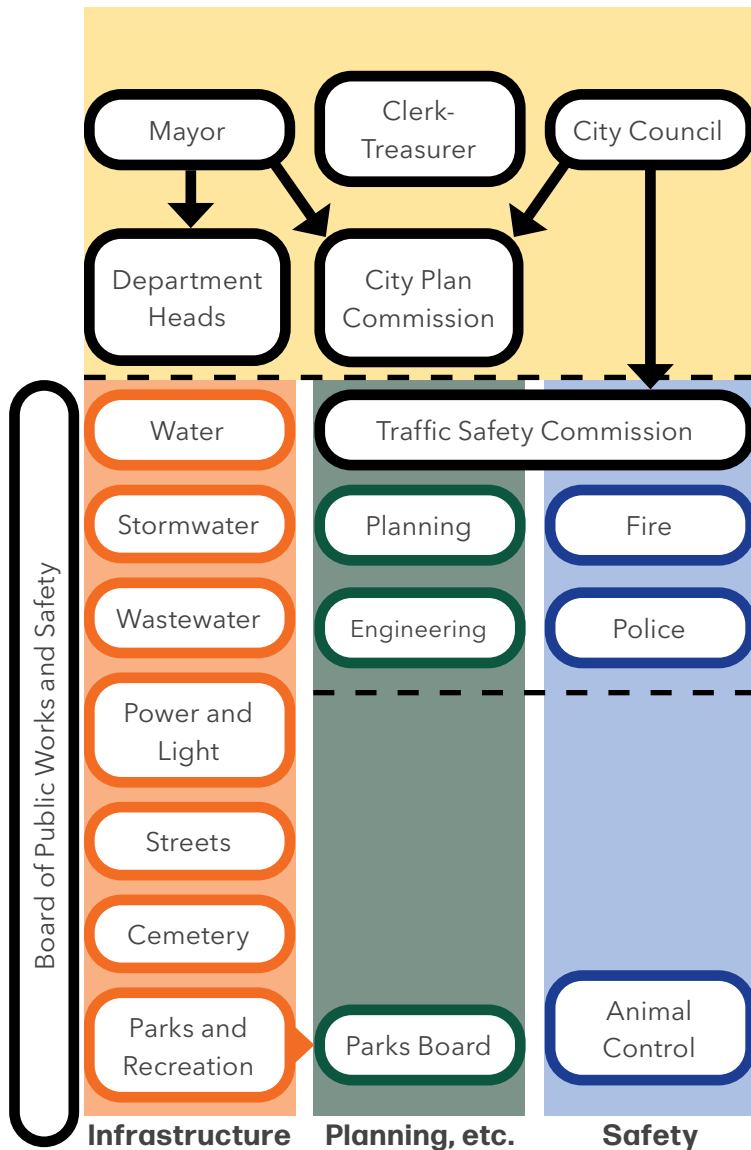 Mayor
Clerk-
Treasurer
City Council
Department
Heads
City Plan
Commission
Board of Public Works and Safety
Water
Traffic Safety Commission
Stormwater
Planning
Fire
Wastewater
Engineering
Police
Power and
Light
Streets
Cemetery
Parks and
Recreation
Parks Board
Animal
Control
Infrastructure
Planning, etc.
Safety